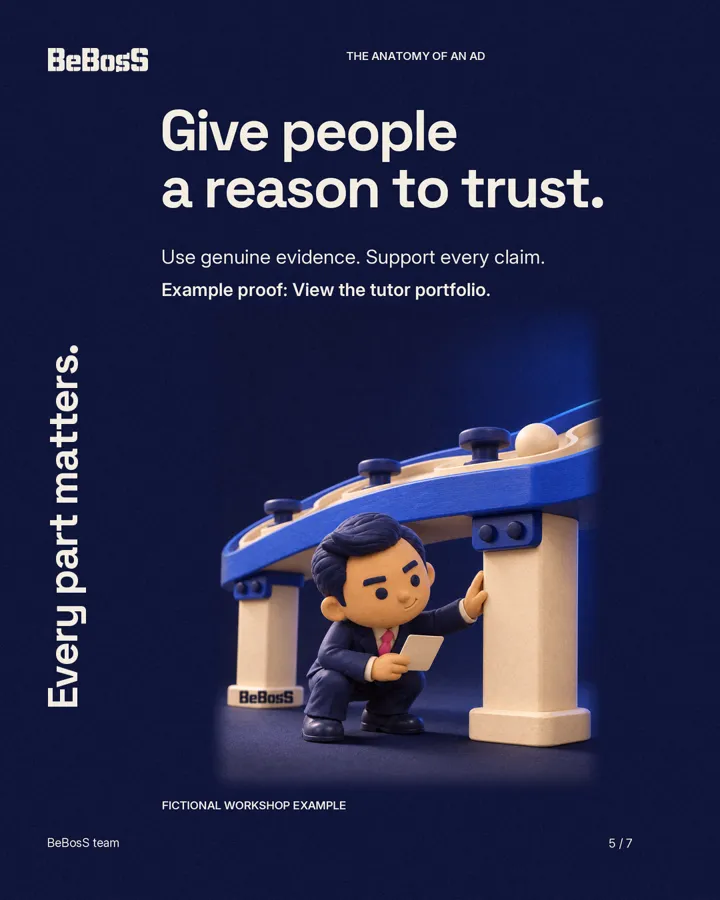 BeBosS
THE ANATOMY OF AN AD
Give people
a reason to trust.
Use genuine evidence. Support every claim.
Example proof: View the tutor portfolio.
Every part matters.
BeBosS
FICTIONAL WORKSHOP EXAMPLE
BeBosS team
5 / 7